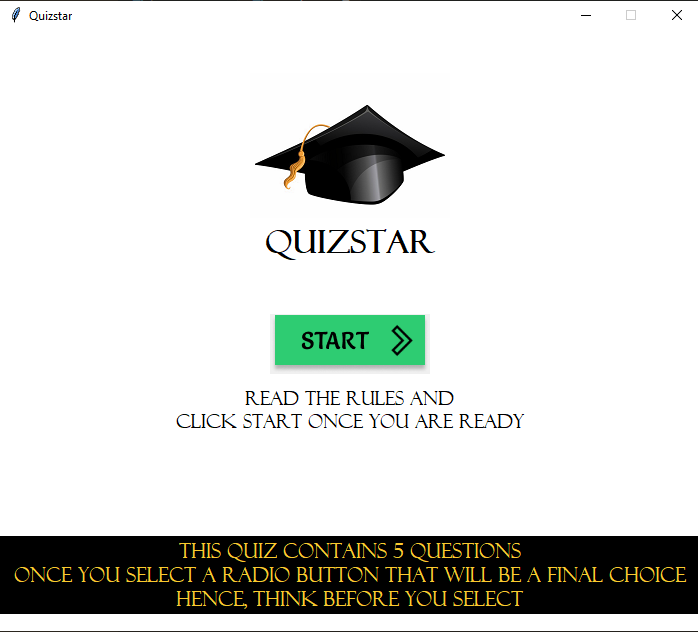 Quizstar
QUIZSTAR
START
READ THE RULES AND
CLICK START ONCE YOU ARE READY
THIS QUIZ CONTAINS 5 QUESTIONS
ONCE YOU SELECT A RADIO BUTTON THAT WILL BE A FINAL CHOICE
HENCE, THINK BEFORE YOU SELECT